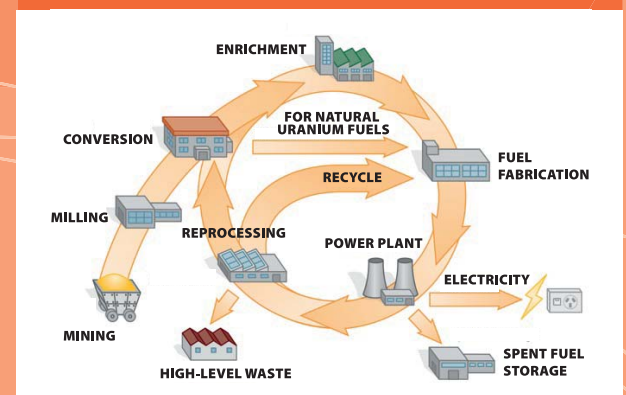 ENRICHMENT
FOR NATURAL
URANIUM FUELS
CONVERSION
FUEL
FABRICATION
RECYCLE
MILLING
REPROCESSING
POWER PLANT
ELECTRICITY
MINING
HIGH-LEVEL WASTE
SPENT FUEL
STORAGE